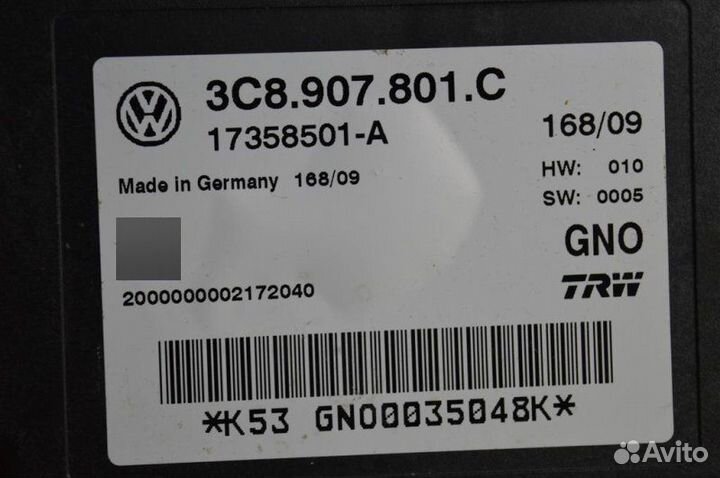 3C8.907.801.C
17358501-A
168/09
Made in Germany 168/09
HW: 010
SW: 0005
GNO
TRW
2000000002172040
*K53 GNO00035048K*
Avito